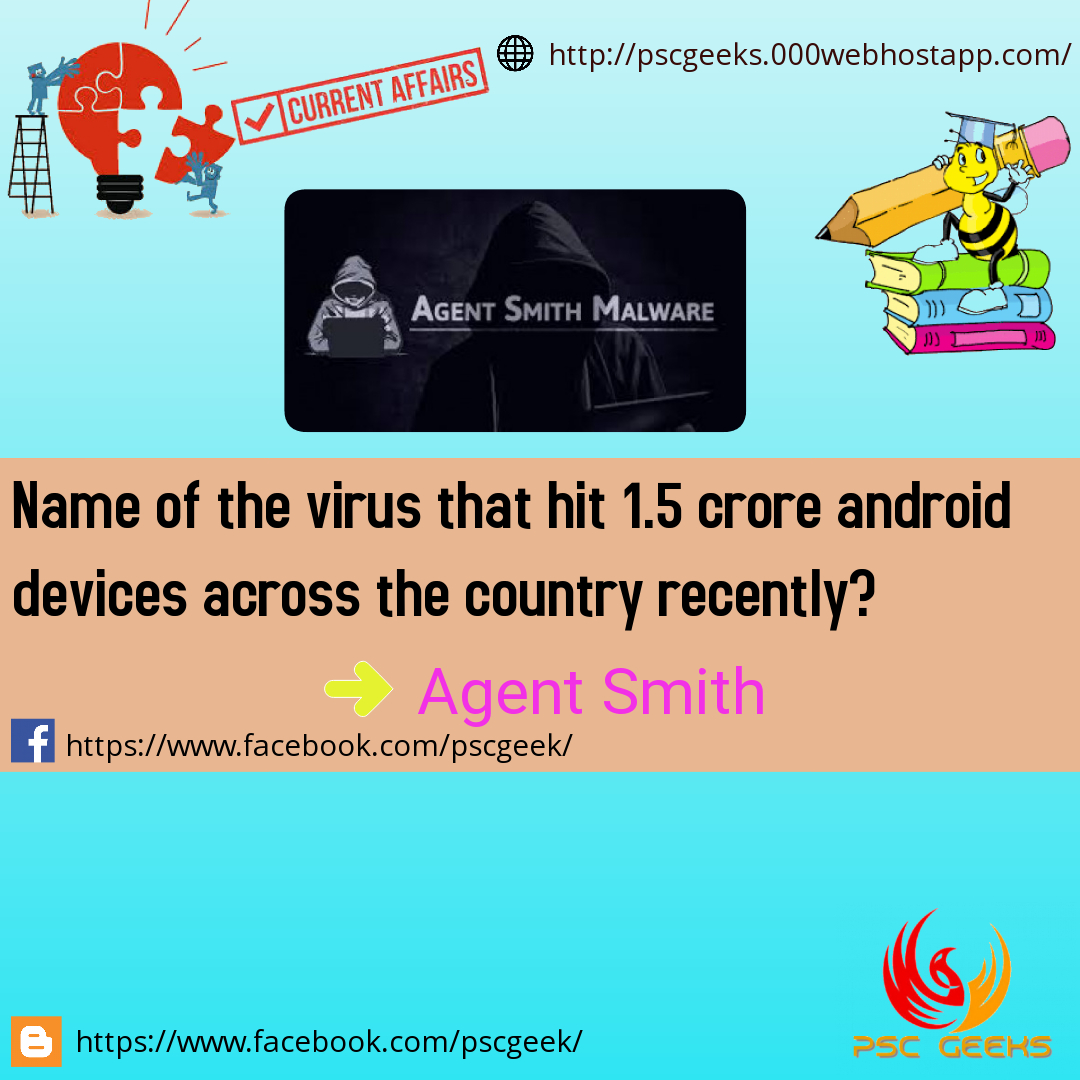 http://pscgeeks.000webhostapp.com/
CURRENT AFFAIRS
AGENT SMITH MALWARE
Name of the virus that hit 1.5 crore android
devices across the country recently?
Agent Smith
https://www.facebook.com/pscgeek/
https://www.facebook.com/pscgeek/
PSC GEEKS